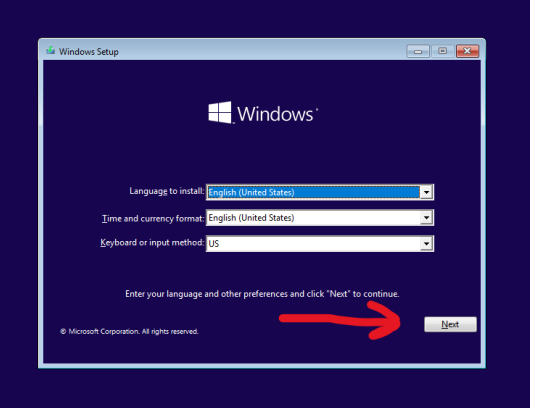 Windows Setup
Windows
Language to install: English (United States)
Time and currency format: English (United States)
Keyboard or input method: US
Enter your language and other preferences and click "Next" to continue.
Next
© Microsoft Corporation. All rights reserved.